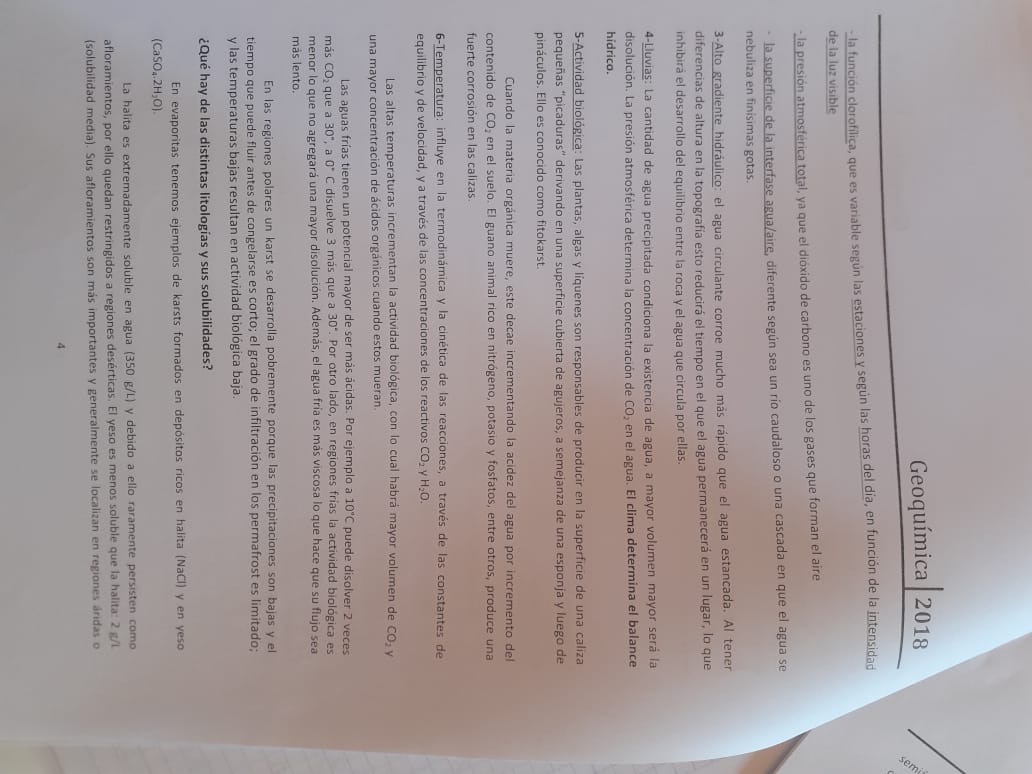 Geoquímica 2018
semi
- la función clorofílica, que es variable según las estaciones y según las horas del día, en función de la intensidad
de la luz visible
- la presión atmosférica total, ya que el dióxido de carbono es uno de los gases que forman el aire
- la superficie de la interfase agua/aire, diferente según sea un río caudaloso o una cascada en que el agua se
nebuliza en finísimas gotas.
3-Alto gradiente hidráulico: el agua circulante corroe mucho más rápido que el agua estancada. Al tener
diferencias de altura en la topografía esto reducirá el tiempo en el que el agua permanecerá en un lugar, lo que
inhibirá el desarrollo del equilibrio entre la roca y el agua que circula por ellas.
4-Lluvias: La cantidad de agua precipitada condiciona la existencia de agua, a mayor volumen mayor será la
disolución. La presión atmosférica determina la concentración de CO₂ en el agua. El clima determina el balance
hídrico.
5-Actividad biológica: Las plantas, algas y líquenes son responsables de producir en la superficie de una caliza
pequeñas "picaduras" derivando en una superficie cubierta de agujeros, a semejanza de una esponja y luego de
pináculos. Ello es conocido como fitokarst.
Cuando la materia orgánica muere, este decae incrementando la acidez del agua por incremento del
contenido de CO₂ en el suelo. El guano animal rico en nitrógeno, potasio y fosfatos, entre otros, produce una
fuerte corrosión en las calizas.
6-Temperatura: influye en la termodinámica y la cinética de las reacciones, a través de las constantes de
equilibrio y de velocidad, y a través de las concentraciones de los reactivos CO₂ y H₂O.
Las altas temperaturas incrementan la actividad biológica, con lo cual habrá mayor volumen de CO₂ y
una mayor concentración de ácidos orgánicos cuando estos mueran.
Las aguas frías tienen un potencial mayor de ser más ácidas. Por ejemplo a 10°C puede disolver 2 veces
más CO₂ que a 30°, a 0° C disuelve 3 más que a 30°. Por otro lado, en regiones frías la actividad biológica es
menor lo que no agregará una mayor disolución. Además, el agua fría es más viscosa lo que hace que su flujo sea
más lento.
En las regiones polares un karst se desarrolla pobremente porque las precipitaciones son bajas y el
tiempo que puede fluir antes de congelarse es corto; el grado de infiltración en los permafrost es limitado;
y las temperaturas bajas resultan en actividad biológica baja.
¿Qué hay de las distintas litologías y sus solubilidades?
En evaporitas tenemos ejemplos de karsts formados en depósitos ricos en halita (NaCl) y en yeso
(CaSO₄.2H₂O).
La halita es extremadamente soluble en agua (350 g/L) y debido a ello raramente persisten como
afloramientos, por ello quedan restringidos a regiones desérticas. El yeso es menos soluble que la halita: 2 g/L
(solubilidad media). Sus afloramientos son más importantes y generalmente se localizan en regiones áridas o
4